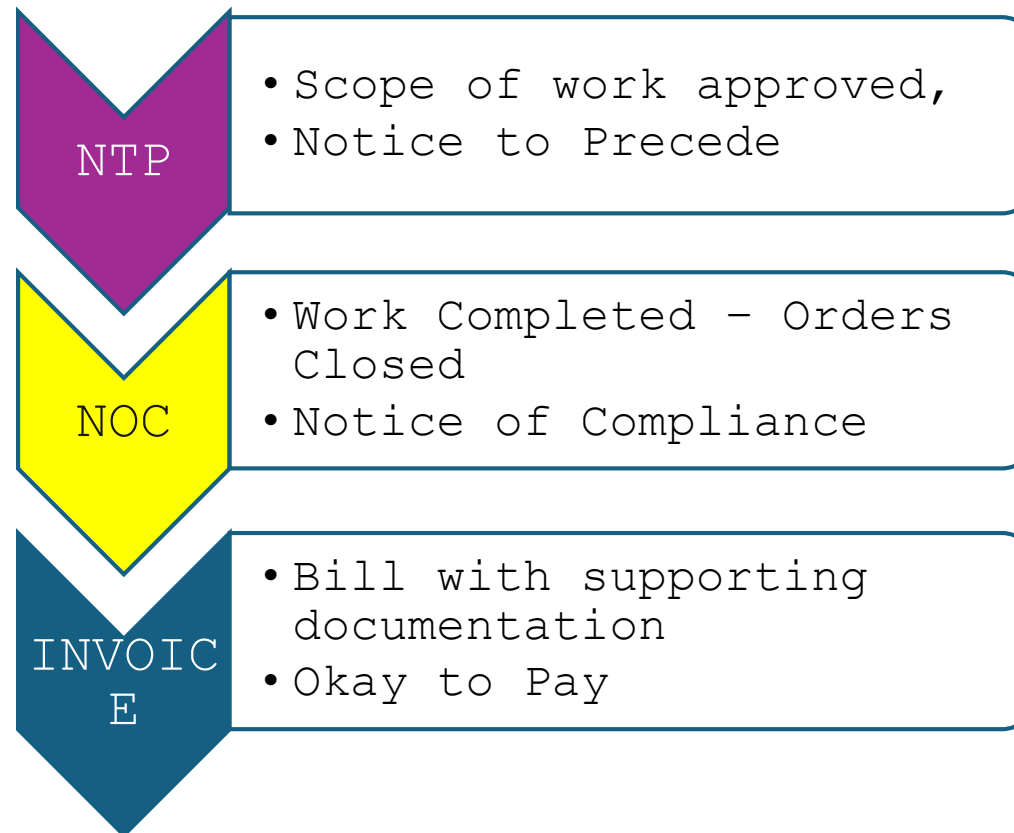 NTP
• Scope of work approved,
• Notice to Precede
NOC
• Work Completed – Orders
Closed
• Notice of Compliance
INVOIC
E
• Bill with supporting
documentation
• Okay to Pay